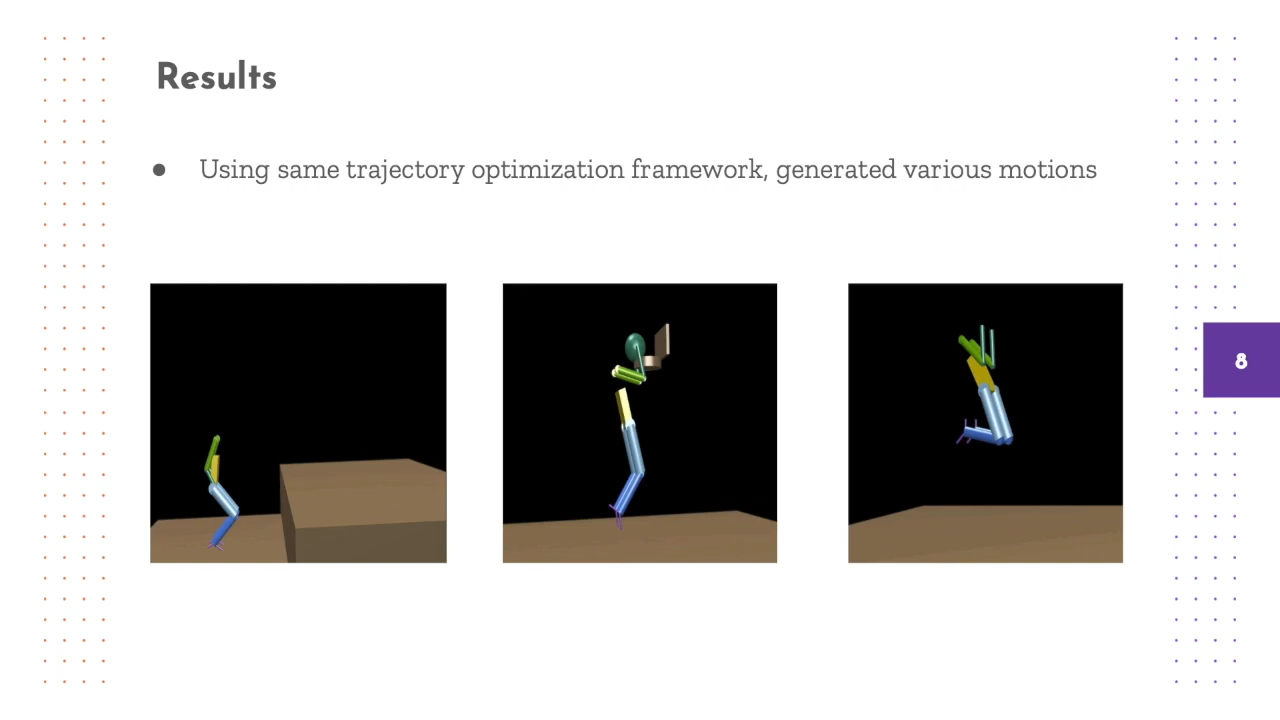 Results
● Using same trajectory optimization framework, generated various motions
8